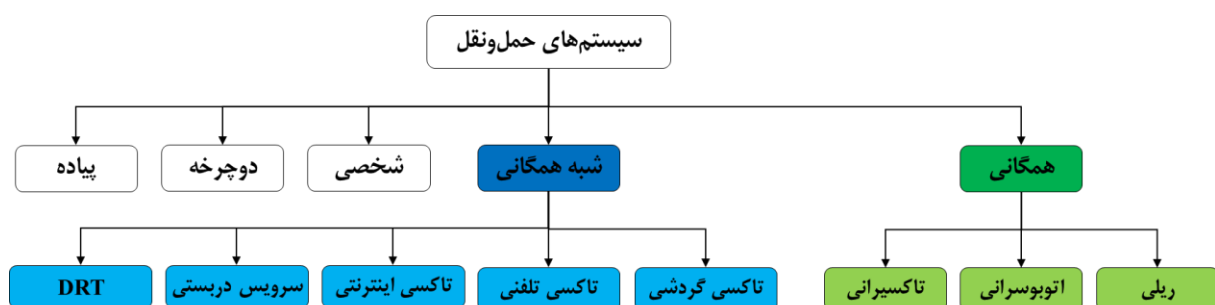 سیستم‌های حمل‌ونقل
همگانی
شبه همگانی
شخصی
دوچرخه
پیاده
ریلی
اتوبوسرانی
تاکسیرانی
تاکسی گردشی
تاکسی تلفنی
تاکسی اینترنتی
سرویس دربستی
DRT